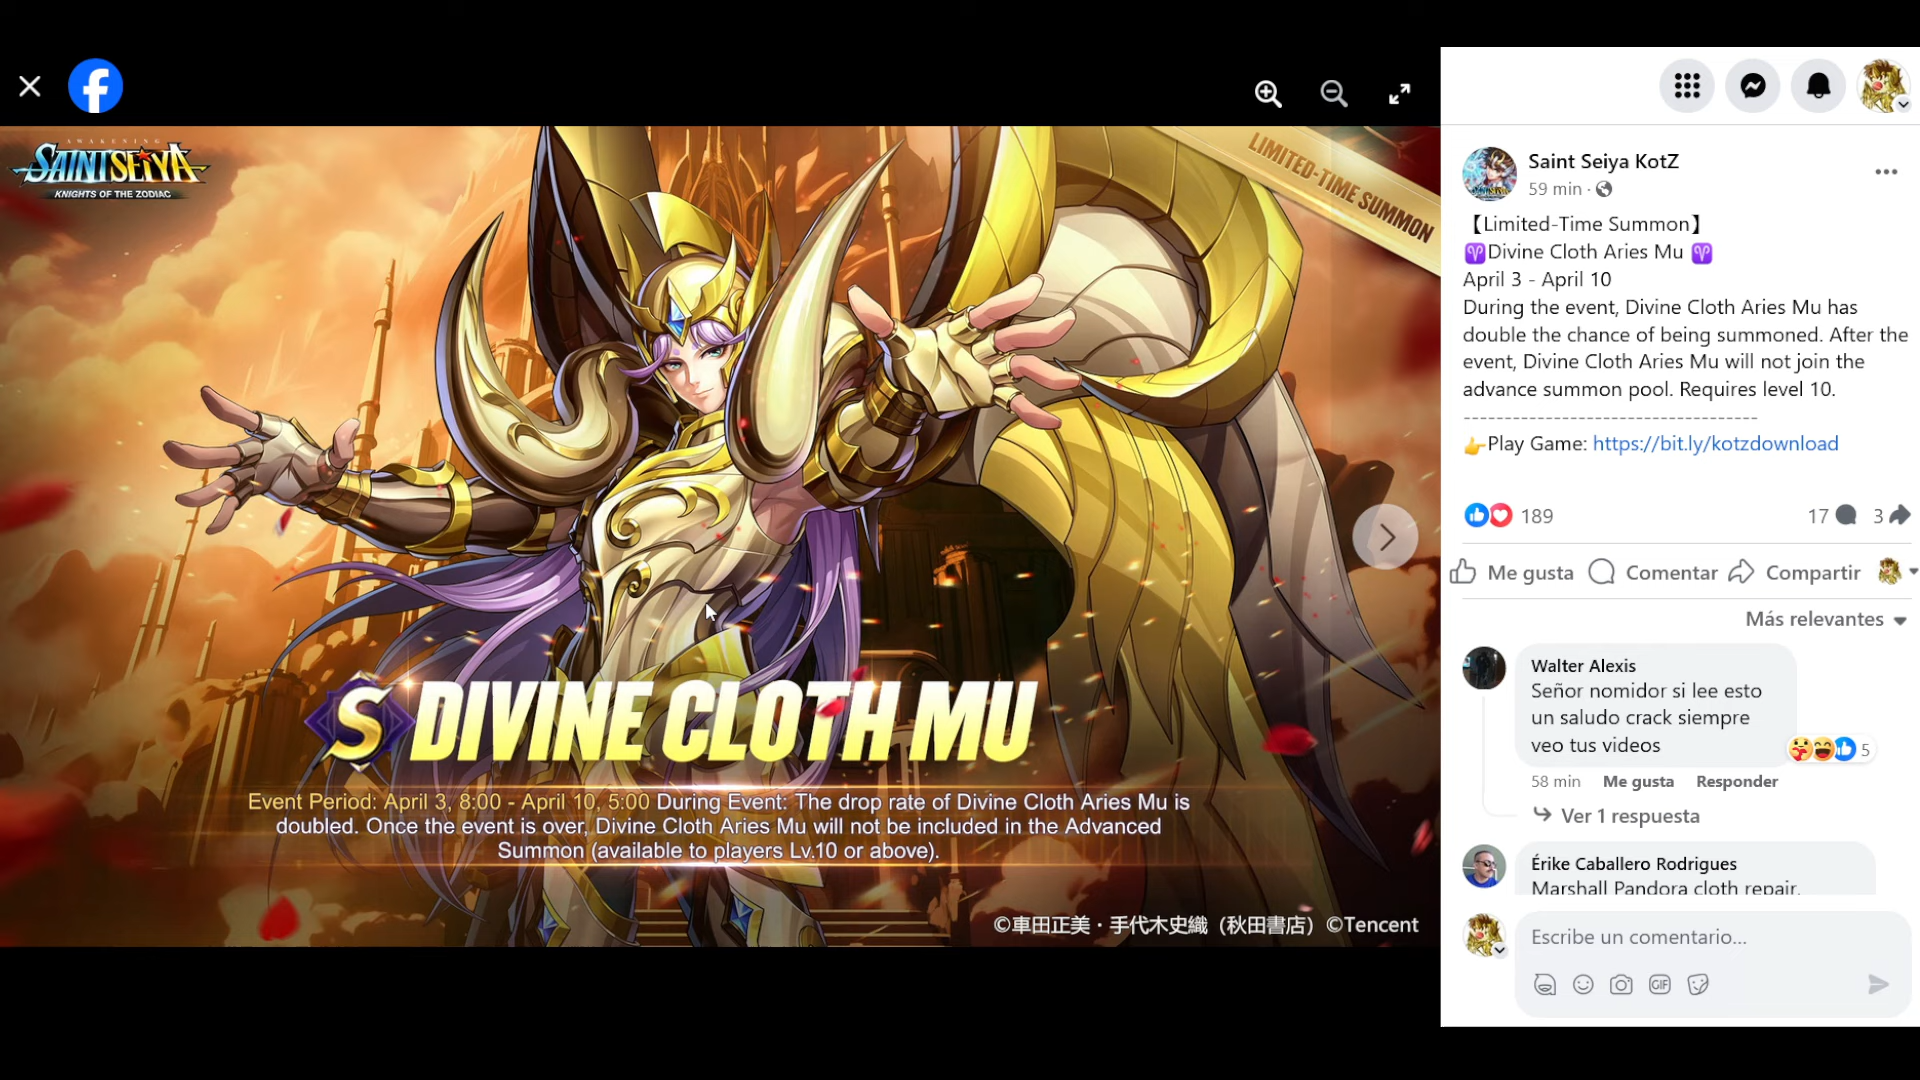 AWAKENING
SAINT SEIYA
KNIGHTS OF THE ZODIAC
LIMITED-TIME SUMMON
S DIVINE CLOTH MU
Event Period: April 3, 8:00 - April 10, 5:00 During Event: The drop rate of Divine Cloth Aries Mu is
doubled. Once the event is over, Divine Cloth Aries Mu will not be included in the Advanced
Summon (available to players Lv.10 or above).
©車田正美・手代木史織（秋田書店）©Tencent
Saint Seiya KotZ
59 min ·
【Limited-Time Summon】
♈Divine Cloth Aries Mu ♈
April 3 - April 10
During the event, Divine Cloth Aries Mu has
double the chance of being summoned. After the
event, Divine Cloth Aries Mu will not join the
advance summon pool. Requires level 10.
------------------------------------
👉Play Game: https://bit.ly/kotzdownload
189 17 3
Me gusta Comentar Compartir
Más relevantes
Walter Alexis
Señor nomidor si lee esto
un saludo crack siempre
veo tus videos
5
58 min Me gusta Responder
Ver 1 respuesta
Érike Caballero Rodrigues
Marshall Pandora cloth repair.
Escribe un comentario...
GIF